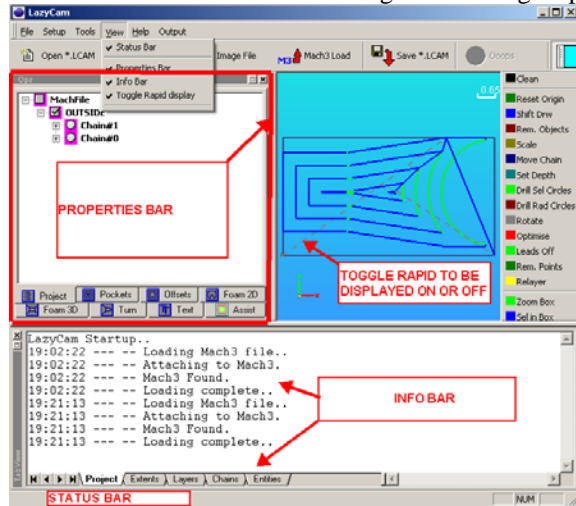 LazyCam
File Setup Tools View Help Output
Open *.LCAM
Image File
Mach3 Load
Save *.LCAM
Ooops
Status Bar
Properties Bar
Info Bar
Toggle Rapid display
MachFile
OUTSIDE
Chain#1
Chain#0
PROPERTIES BAR
Project Pockets Offsets Foam 2D
Foam 3D Turn Text Assist
0.65
TOGGLE RAPID TO BE
DISPLAYED ON OR OFF
Clean
Reset Origin
Shift Drw
Rem. Objects
Scale
Move Chain
Set Depth
Drill Sel Circles
Drill Rad Circles
Rotate
Optimise
Leads Off
Rem. Points
Relayer
Zoom Box
Sel in Box
LazyCam Startup..
19:02:22 --- -- Loading Mach3 file..
19:02:22 --- -- Attaching to Mach3.
19:02:22 --- -- Mach3 Found.
19:02:22 --- -- Loading complete..
19:21:13 --- -- Loading Mach3 file..
19:21:13 --- -- Attaching to Mach3.
19:21:13 --- -- Mach3 Found.
19:21:13 --- -- Loading complete..
INFO BAR
Project Extents Layers Chains Entities
STATUS BAR
NUM